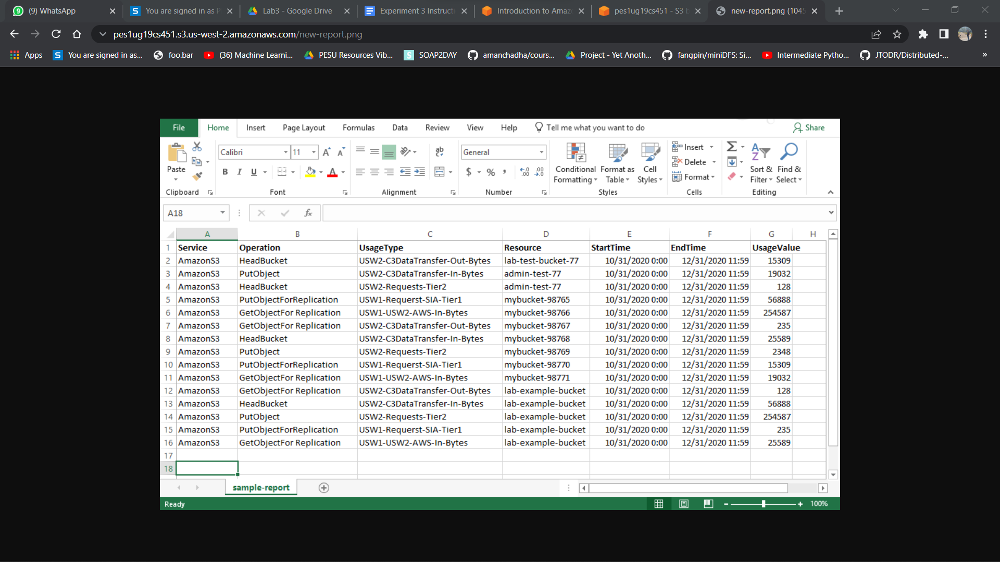 (9) WhatsApp
You are signed in as P
Lab3 - Google Drive
Experiment 3 Instructi
Introduction to Amaz
pes1ug19cs451 - S3 b
new-report.png (1045
pes1ug19cs451.s3.us-west-2.amazonaws.com/new-report.png
Apps
You are signed in as...
foo.bar
(36) Machine Learni...
PESU Resources Vib...
SOAP2DAY
amanchadha/cours...
Project - Yet Anoth...
fangpin/miniDFS: Si...
Intermediate Pytho...
JTODR/Distributed-...
»
File Home Insert Page Layout Formulas Data Review View Help Tell me what you want to do Share
Calibri 11 General
Paste
B I U A $ % ,
Conditional Formatting
Format as Table
Cell Styles
Insert
Delete
Format
Sort & Filter
Find & Select
Clipboard Font Alignment Number Styles Cells Editing
A18 fx
A B C D E F G H
1 Service Operation UsageType Resource StartTime EndTime UsageValue
2 AmazonS3 HeadBucket USW2-C3DataTransfer-Out-Bytes lab-test-bucket-77 10/31/2020 0:00 12/31/2020 11:59 15309
3 AmazonS3 PutObject USW2-C3DataTransfer-In-Bytes admin-test-77 10/31/2020 0:00 12/31/2020 11:59 19032
4 AmazonS3 HeadBucket USW2-Requests-Tier2 admin-test-77 10/31/2020 0:00 12/31/2020 11:59 128
5 AmazonS3 PutObjectForReplication USW1-Requerst-SIA-Tier1 mybucket-98765 10/31/2020 0:00 12/31/2020 11:59 56888
6 AmazonS3 GetObjectFor Replication USW1-USW2-AWS-In-Bytes mybucket-98766 10/31/2020 0:00 12/31/2020 11:59 254587
7 AmazonS3 GetObjectFor Replication USW2-C3DataTransfer-Out-Bytes mybucket-98767 10/31/2020 0:00 12/31/2020 11:59 235
8 AmazonS3 HeadBucket USW2-C3DataTransfer-In-Bytes mybucket-98768 10/31/2020 0:00 12/31/2020 11:59 25589
9 AmazonS3 PutObject USW2-Requests-Tier2 mybucket-98769 10/31/2020 0:00 12/31/2020 11:59 2348
10 AmazonS3 PutObjectForReplication USW1-Requerst-SIA-Tier1 mybucket-98770 10/31/2020 0:00 12/31/2020 11:59 15309
11 AmazonS3 GetObjectFor Replication USW1-USW2-AWS-In-Bytes mybucket-98771 10/31/2020 0:00 12/31/2020 11:59 19032
12 AmazonS3 GetObjectFor Replication USW2-C3DataTransfer-Out-Bytes lab-example-bucket 10/31/2020 0:00 12/31/2020 11:59 128
13 AmazonS3 HeadBucket USW2-C3DataTransfer-In-Bytes lab-example-bucket 10/31/2020 0:00 12/31/2020 11:59 56888
14 AmazonS3 PutObject USW2-Requests-Tier2 lab-example-bucket 10/31/2020 0:00 12/31/2020 11:59 254587
15 AmazonS3 PutObjectForReplication USW1-Requerst-SIA-Tier1 lab-example-bucket 10/31/2020 0:00 12/31/2020 11:59 235
16 AmazonS3 GetObjectFor Replication USW1-USW2-AWS-In-Bytes lab-example-bucket 10/31/2020 0:00 12/31/2020 11:59 25589
17
18
sample-report
Ready 100%